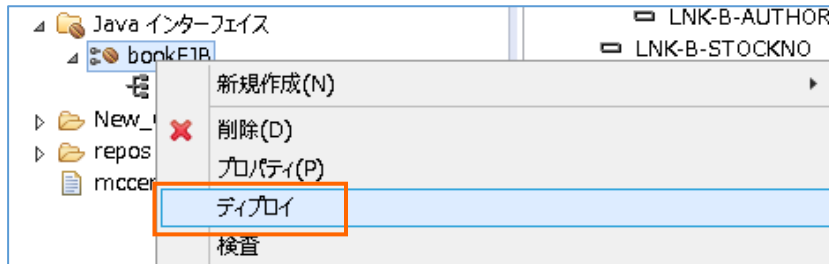 Java インターフェイス
bookEJB
New_
repos
mccer
新規作成(N)
削除(D)
プロパティ(P)
ディプロイ
検査
LNK-B-AUTHOR
LNK-B-STOCKNO